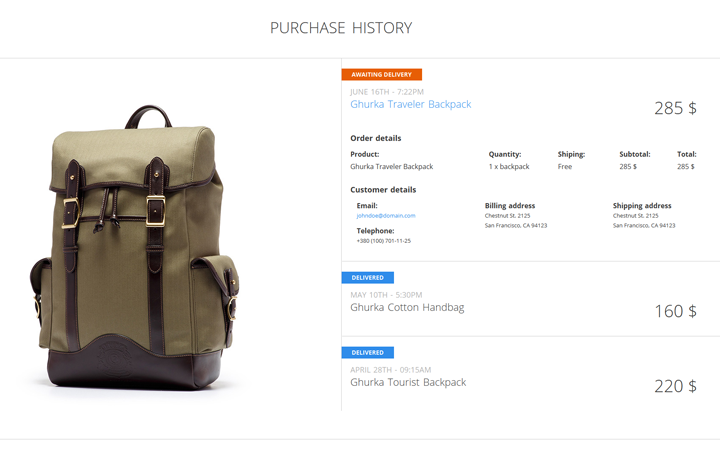 PURCHASE HISTORY
AWAITING DELIVERY
JUNE 16TH - 7:22PM
Ghurka Traveler Backpack
285 $
Order details
Product: Quantity: Shiping: Subtotal: Total:
Ghurka Traveler Backpack 1 x backpack Free 285 $ 285 $
Customer details
Email: Billing address Shipping address
johndoe@domain.com Chestnut St. 2125 Chestnut St. 2125
San Francisco, CA 94123 San Francisco, CA 94123
Telephone:
+380 (100) 701-11-25
DELIVERED
MAY 10TH - 5:30PM
Ghurka Cotton Handbag
160 $
DELIVERED
APRIL 28TH - 09:15AM
Ghurka Tourist Backpack
220 $